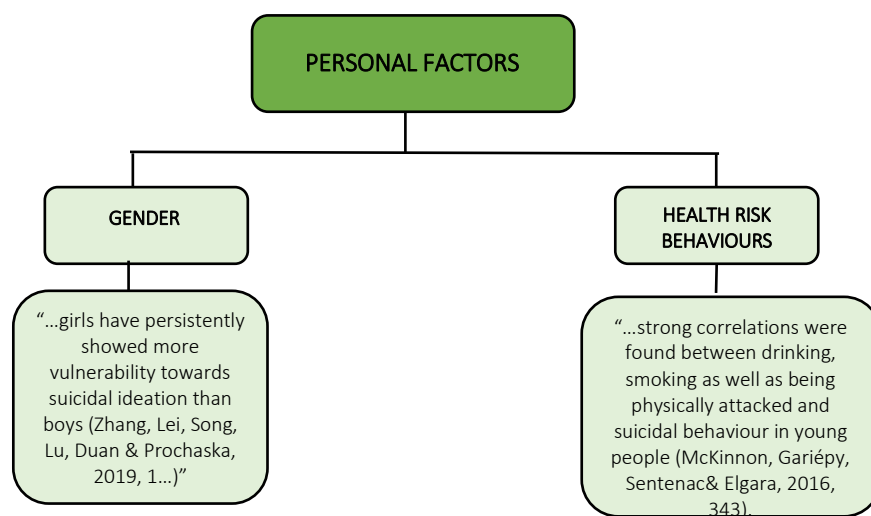 PERSONAL FACTORS
GENDER
HEALTH RISK
BEHAVIOURS
“...girls have persistently
showed more
vulnerability towards
suicidal ideation than
boys (Zhang, Lei, Song,
Lu, Duan & Prochaska,
2019, 1...)”
“...strong correlations were
found between drinking,
smoking as well as being
physically attacked and
suicidal behaviour in young
people (McKinnon, Gariépy,
Sentenac& Elgara, 2016,
343).